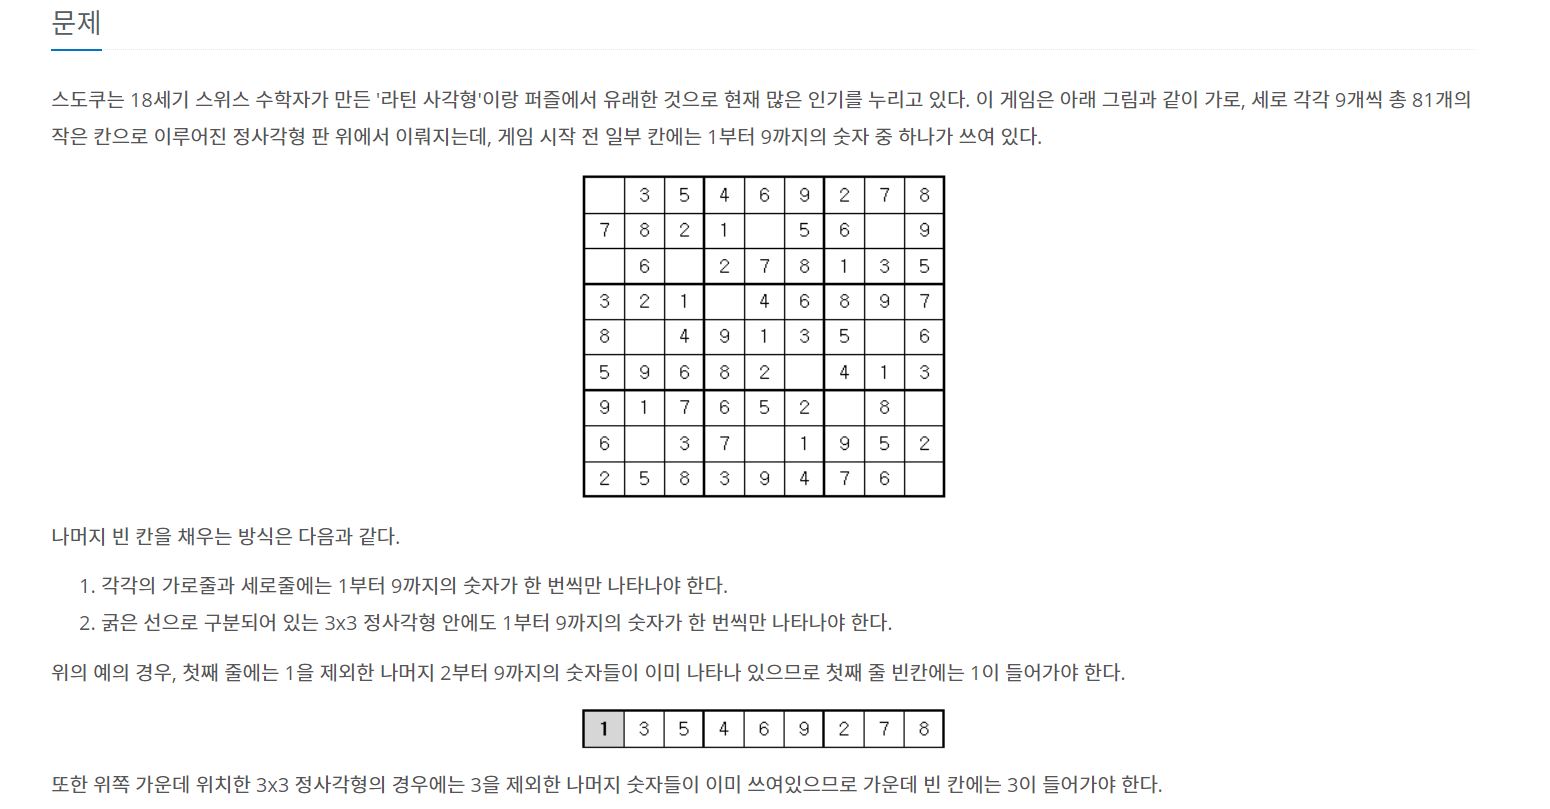 문제
스도쿠는 18세기 스위스 수학자가 만든 '라틴 사각형'이랑 퍼즐에서 유래한 것으로 현재 많은 인기를 누리고 있다. 이 게임은 아래 그림과 같이 가로, 세로 각각 9개씩 총 81개의
작은 칸으로 이루어진 정사각형 판 위에서 이뤄지는데, 게임 시작 전 일부 칸에는 1부터 9까지의 숫자 중 하나가 쓰여 있다.
3 5 4 6 9 2 7 8
7 8 2 1 5 6 9
6 2 7 8 1 3 5
3 2 1 4 6 8 9 7
8 4 9 1 3 5 6
5 9 6 8 2 4 1 3
9 1 7 6 5 2 8
6 3 7 1 9 5 2
2 5 8 3 9 4 7 6
나머지 빈 칸을 채우는 방식은 다음과 같다.
1. 각각의 가로줄과 세로줄에는 1부터 9까지의 숫자가 한 번씩만 나타나야 한다.
2. 굵은 선으로 구분되어 있는 3x3 정사각형 안에도 1부터 9까지의 숫자가 한 번씩만 나타나야 한다.
위의 예의 경우, 첫째 줄에는 1을 제외한 나머지 2부터 9까지의 숫자들이 이미 나타나 있으므로 첫째 줄 빈칸에는 1이 들어가야 한다.
1 3 5 4 6 9 2 7 8
또한 위쪽 가운데 위치한 3x3 정사각형의 경우에는 3을 제외한 나머지 숫자들이 이미 쓰여있으므로 가운데 빈 칸에는 3이 들어가야 한다.